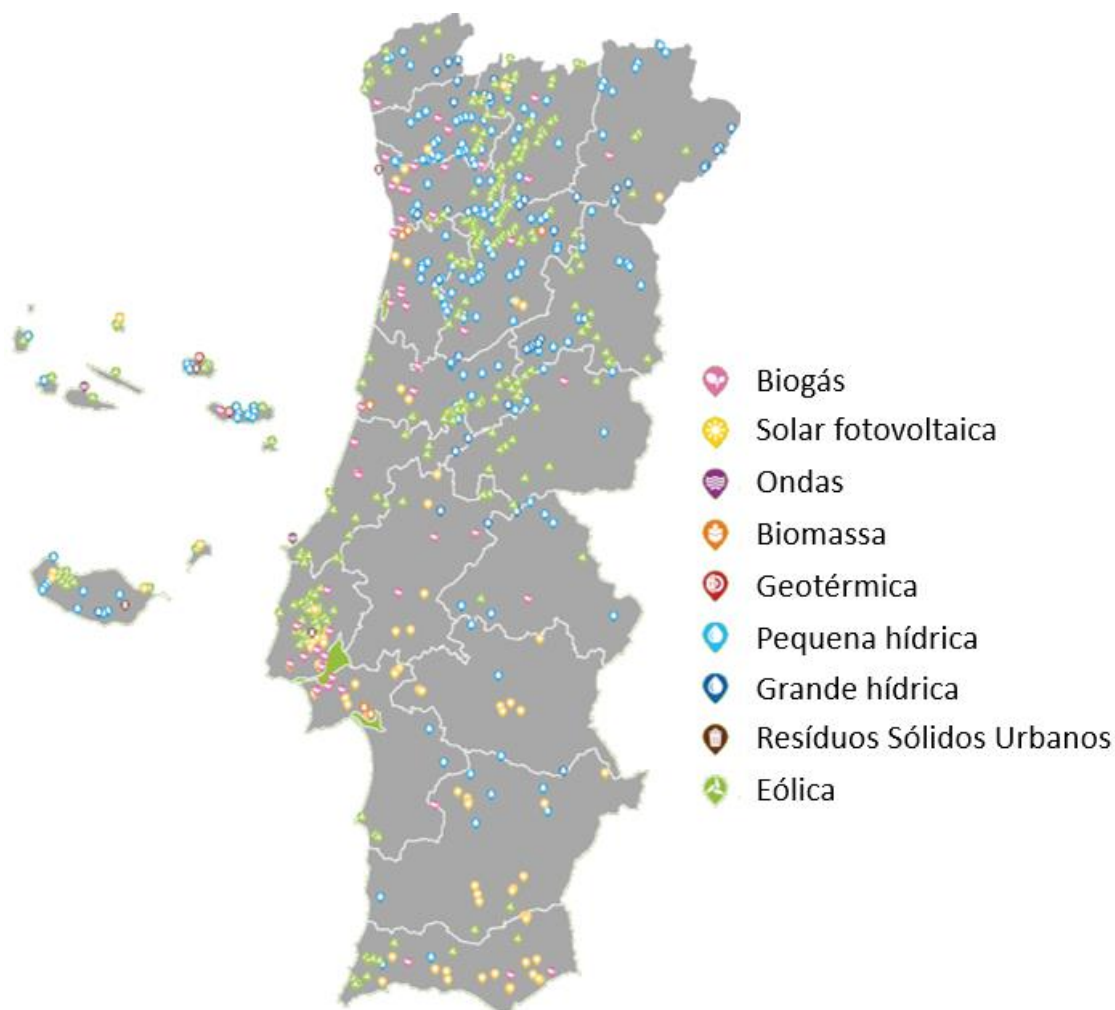 Biogás
Solar fotovoltaica
Ondas
Biomassa
Geotérmica
Pequena hídrica
Grande hídrica
Resíduos Sólidos Urbanos
Eólica